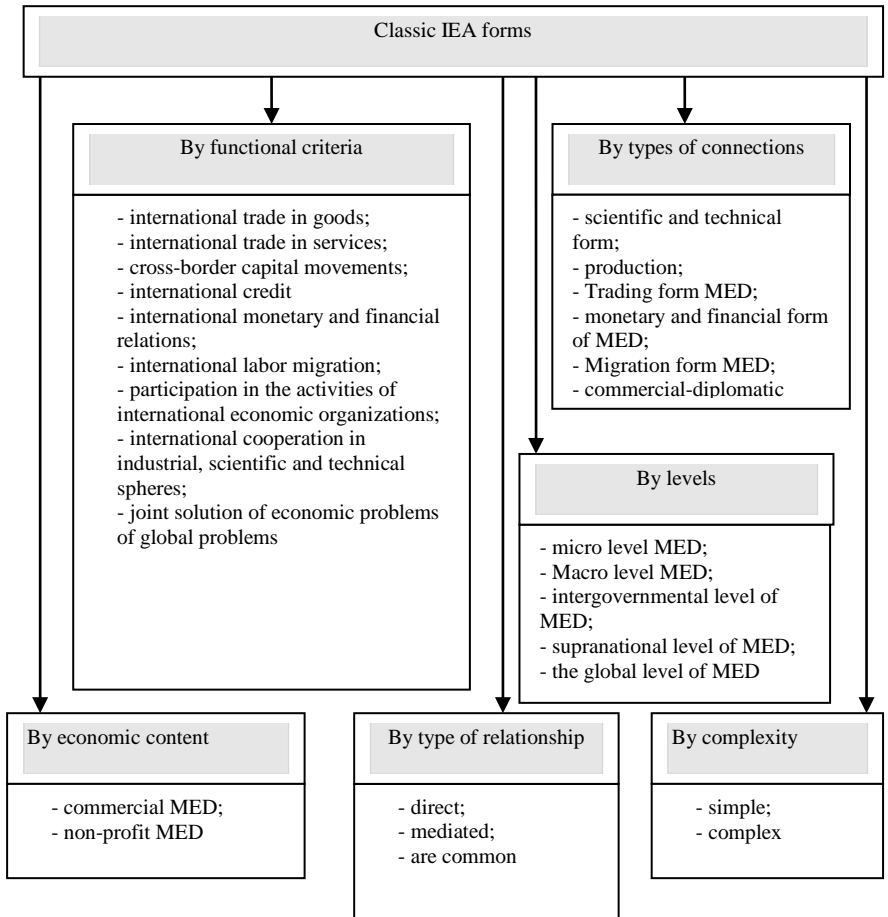 Classic IEA forms
By functional criteria
- international trade in goods;
- international trade in services;
- cross-border capital movements;
- international credit
- international monetary and financial
relations;
- international labor migration;
- participation in the activities of
international economic organizations;
- international cooperation in
industrial, scientific and technical
spheres;
- joint solution of economic problems
of global problems
By types of connections
- scientific and technical
form;
- production;
- Trading form MED;
- monetary and financial form
of MED;
- Migration form MED;
- commercial-diplomatic
By levels
- micro level MED;
- Macro level MED;
- intergovernmental level of
MED;
- supranational level of MED;
- the global level of MED
By economic content
- commercial MED;
- non-profit MED
By type of relationship
- direct;
- mediated;
- are common
By complexity
- simple;
- complex